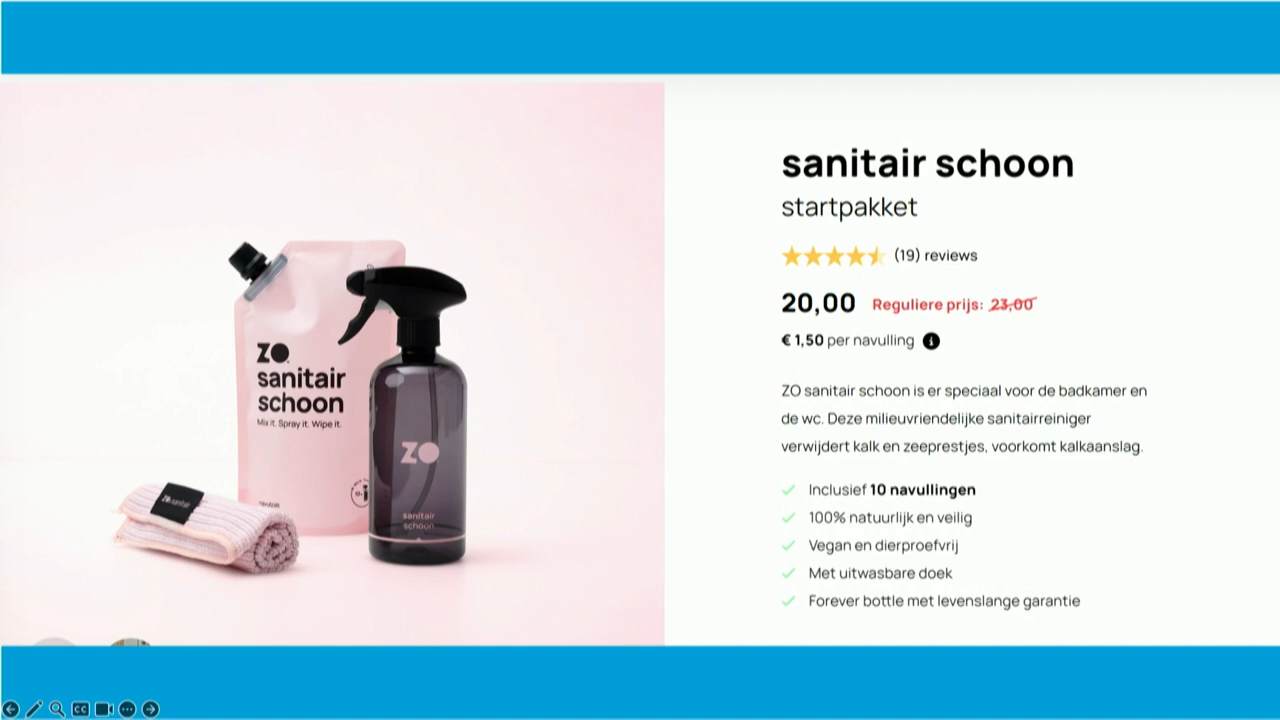 sanitair schoon
startpakket
(19) reviews
20,00 Reguliere prijs: 23,00
€ 1,50 per navulling i
ZO sanitair schoon is er speciaal voor de badkamer en
de wc. Deze milieuvriendelijke sanitairreiniger
verwijdert kalk en zeeprestjes, voorkomt kalkaanslag.
Inclusief 10 navullingen
100% natuurlijk en veilig
Vegan en dierproefvrij
Met uitwasbare doek
Forever bottle met levenslange garantie
ZO.
sanitair
schoon
Mix it. Spray it. Wipe it.
ZO
sanitair
schoon
CC